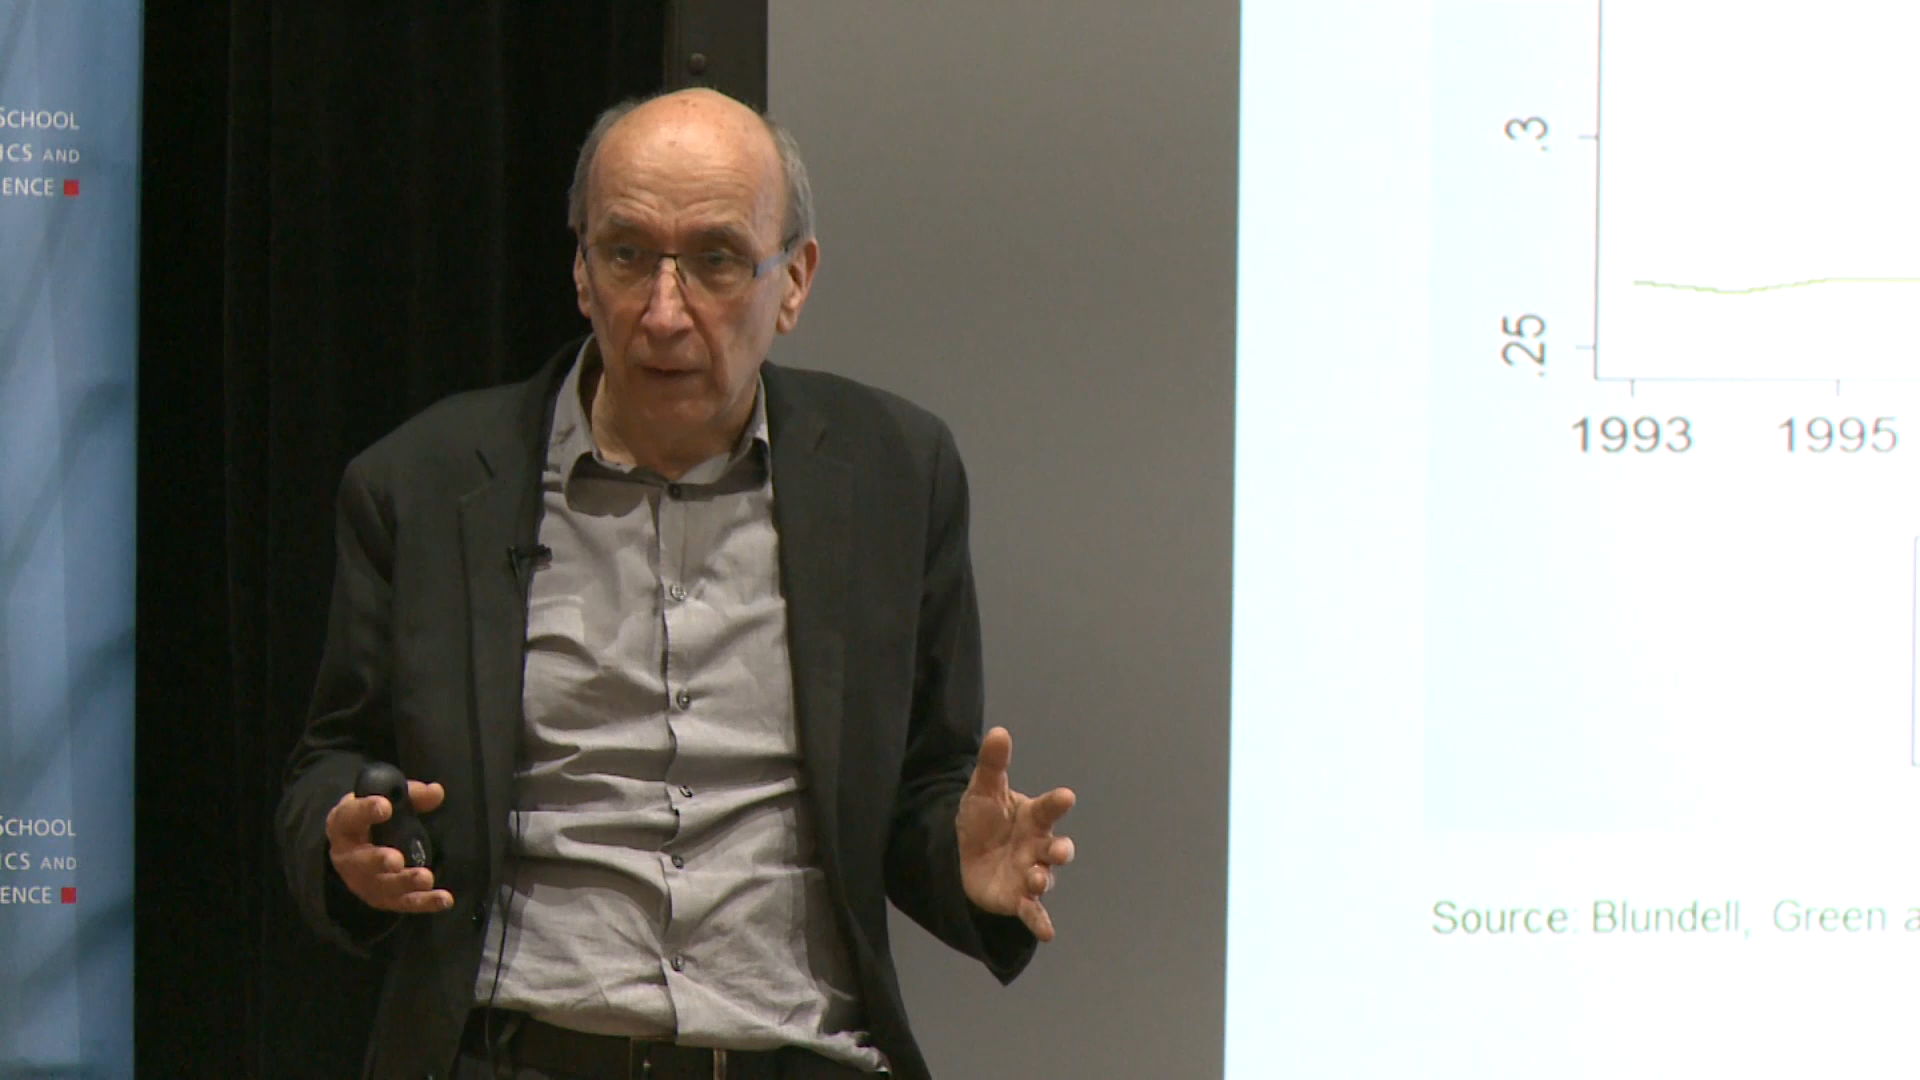 SCHOOL
ICS AND
ENCE
SCHOOL
ICS AND
ENCE
.3
.25
1993 1995
Source: Blundell, Green a